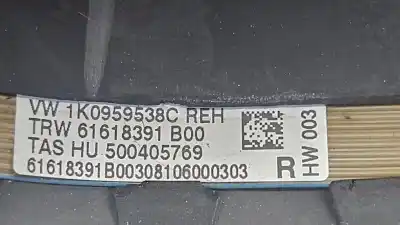 VW 1K0959538C REH
TRW 61618391 B00
TAS HU 500405769
61618391B00308106000303
R
HW 003